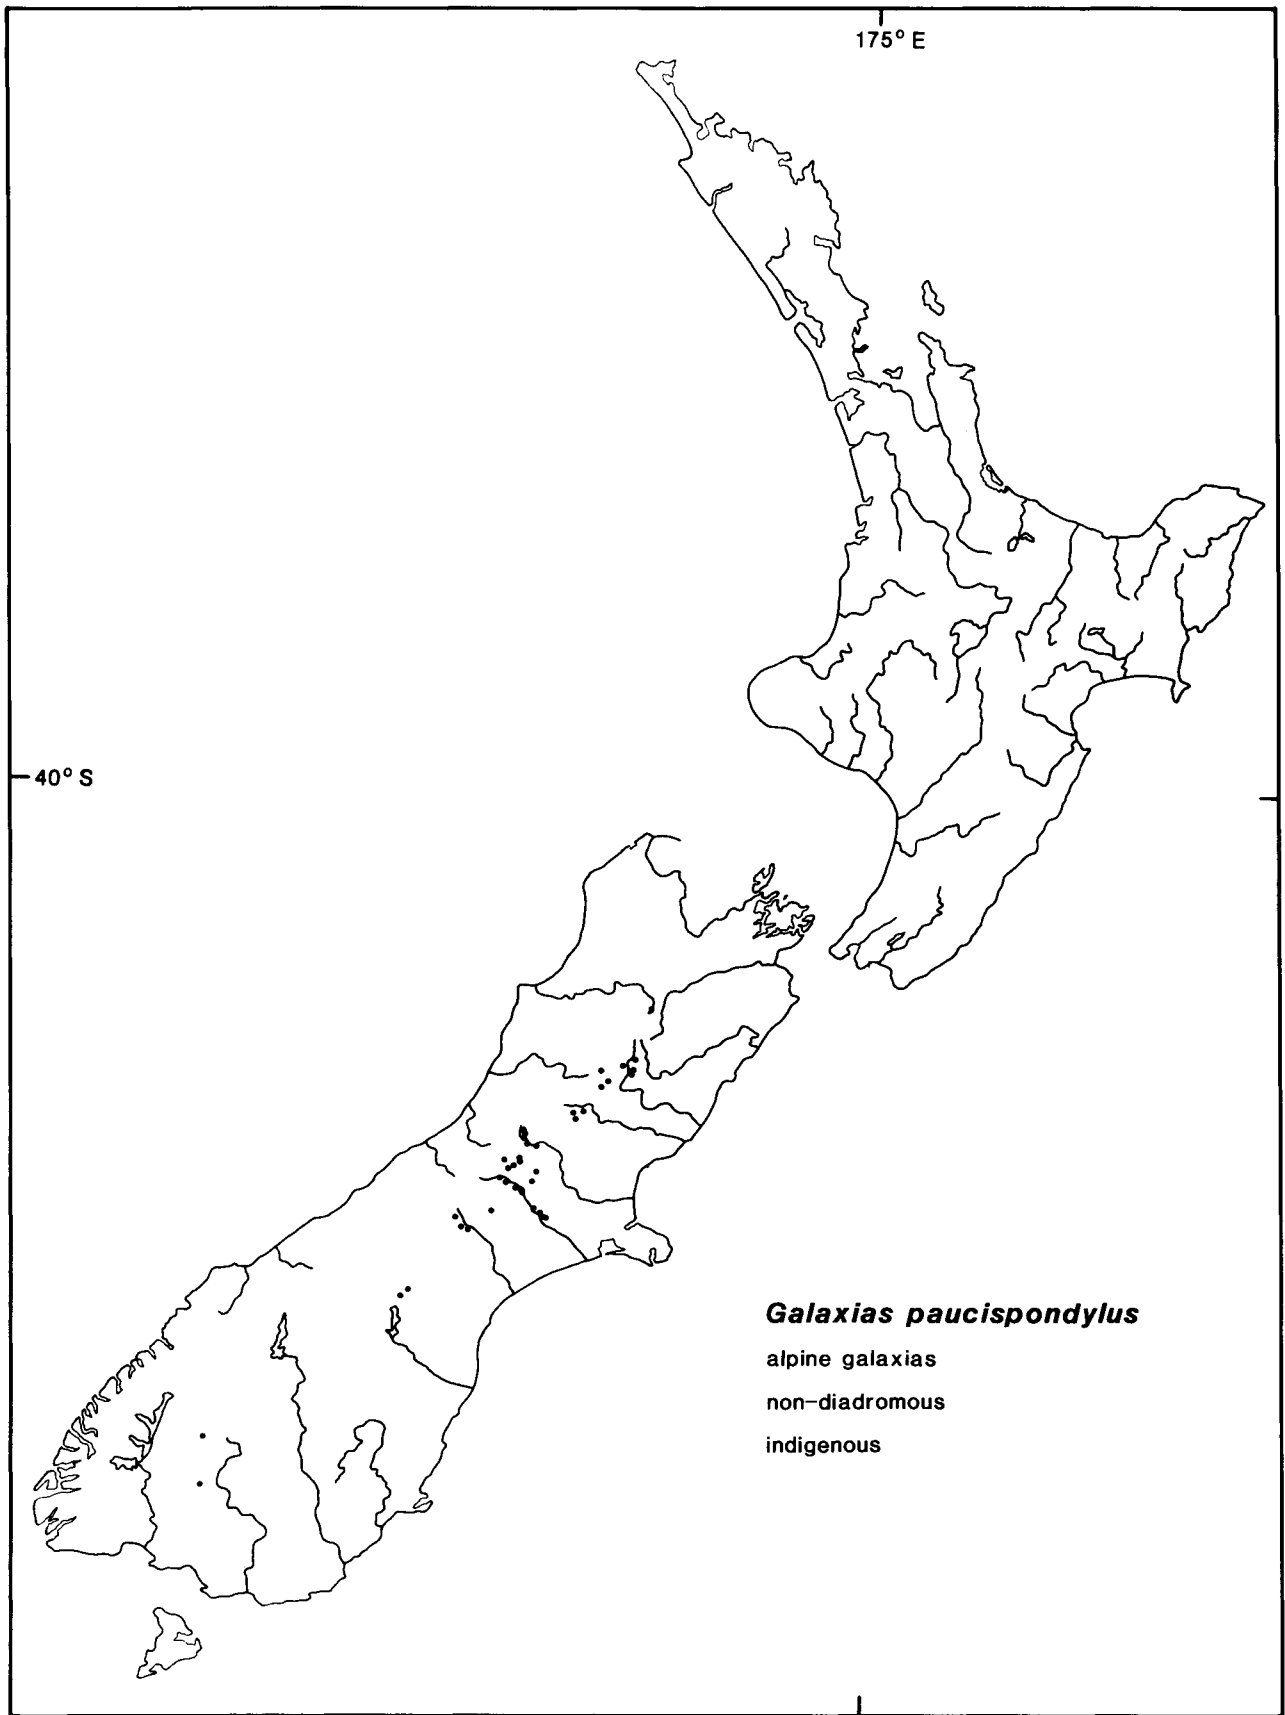 175° E
40° S
Galaxias paucispondylus
alpine galaxias
non-diadromous
indigenous